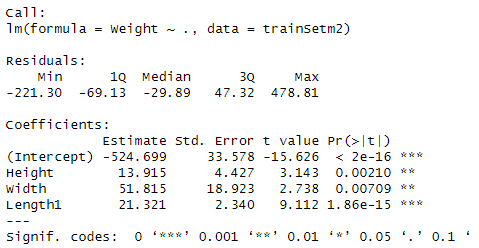 Call:
lm(formula = Weight ~ ., data = trainSetm2)
Residuals:
Min 1Q Median 3Q Max
-221.30 -69.13 -29.89 47.32 478.81
Coefficients:
Estimate Std. Error t value Pr(>|t|)
(Intercept) -524.699 33.578 -15.626 < 2e-16 ***
Height 13.915 4.427 3.143 0.00210 **
Width 51.815 18.923 2.738 0.00709 **
Length1 21.321 2.340 9.112 1.86e-15 ***
---
Signif. codes: 0 ‘***’ 0.001 ‘**’ 0.01 ‘*’ 0.05 ‘.’ 0.1 ‘